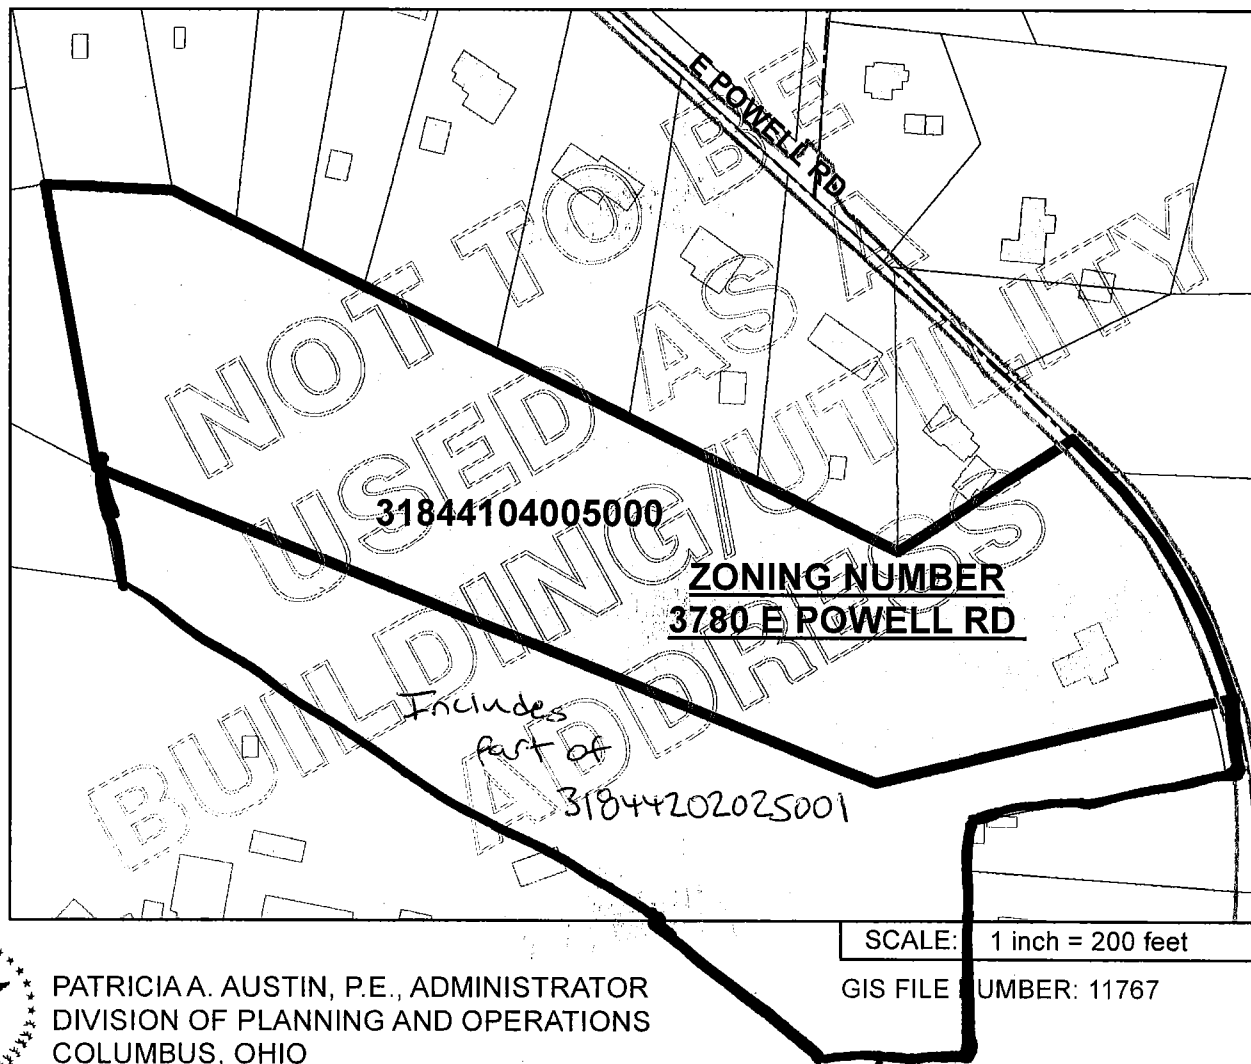 E POWELL RD
NOT TO BE
USED AS A
BUILDING/UTILITY
ADDRESS
31844104005000
ZONING NUMBER
3780 E POWELL RD
Includes
part of
31844202025001
SCALE: 1 inch = 200 feet
GIS FILE NUMBER: 11767
PATRICIA A. AUSTIN, P.E., ADMINISTRATOR
DIVISION OF PLANNING AND OPERATIONS
COLUMBUS, OHIO